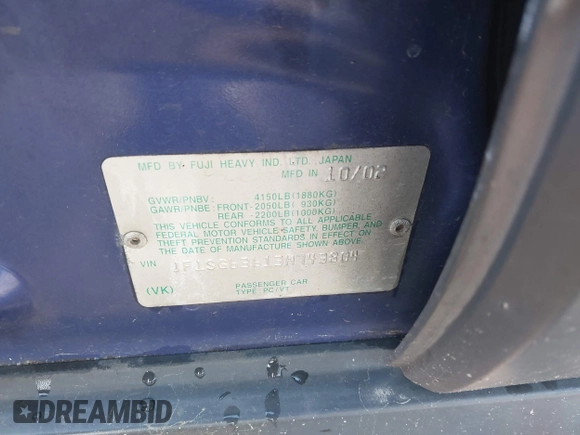 MFD BY FUJI HEAVY IND. LTD. JAPAN
MFD IN 10/02
GVWR/PNBV : 4150LB(1880KG)
GAWR/PNBE : FRONT-2050LB( 930KG)
REAR -2200LB(1000KG)
THIS VEHICLE CONFORMS TO ALL APPLICABLE
FEDERAL MOTOR VEHICLE SAFETY, BUMPER, AND
THEFT PREVENTION STANDARDS IN EFFECT ON
THE DATE OF MANUFACTURE SHOWN ABOVE.
VIN
(VK)
PASSENGER CAR
TYPE:PC/VT
DREAMBID